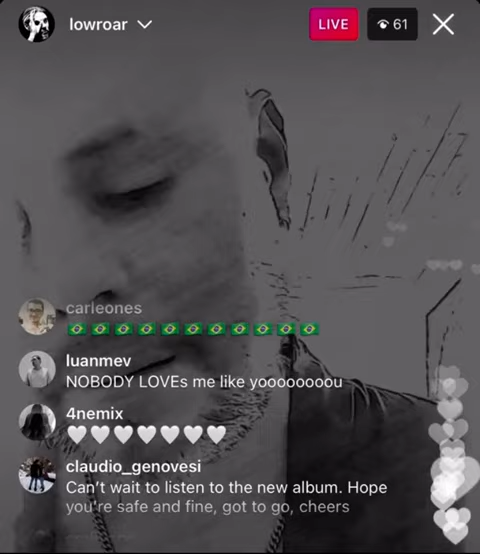 lowroar
LIVE
61
carleones
🇧🇷🇧🇷🇧🇷🇧🇷🇧🇷🇧🇷🇧🇷🇧🇷🇧🇷🇧🇷🇧🇷
luanmev
NOBODY LOVEs me like yoooooooou
4nemix
🤍🤍🤍🤍🤍🤍🤍
claudio_genovesi
Can’t wait to listen to the new album. Hope
you're safe and fine, got to go, cheers